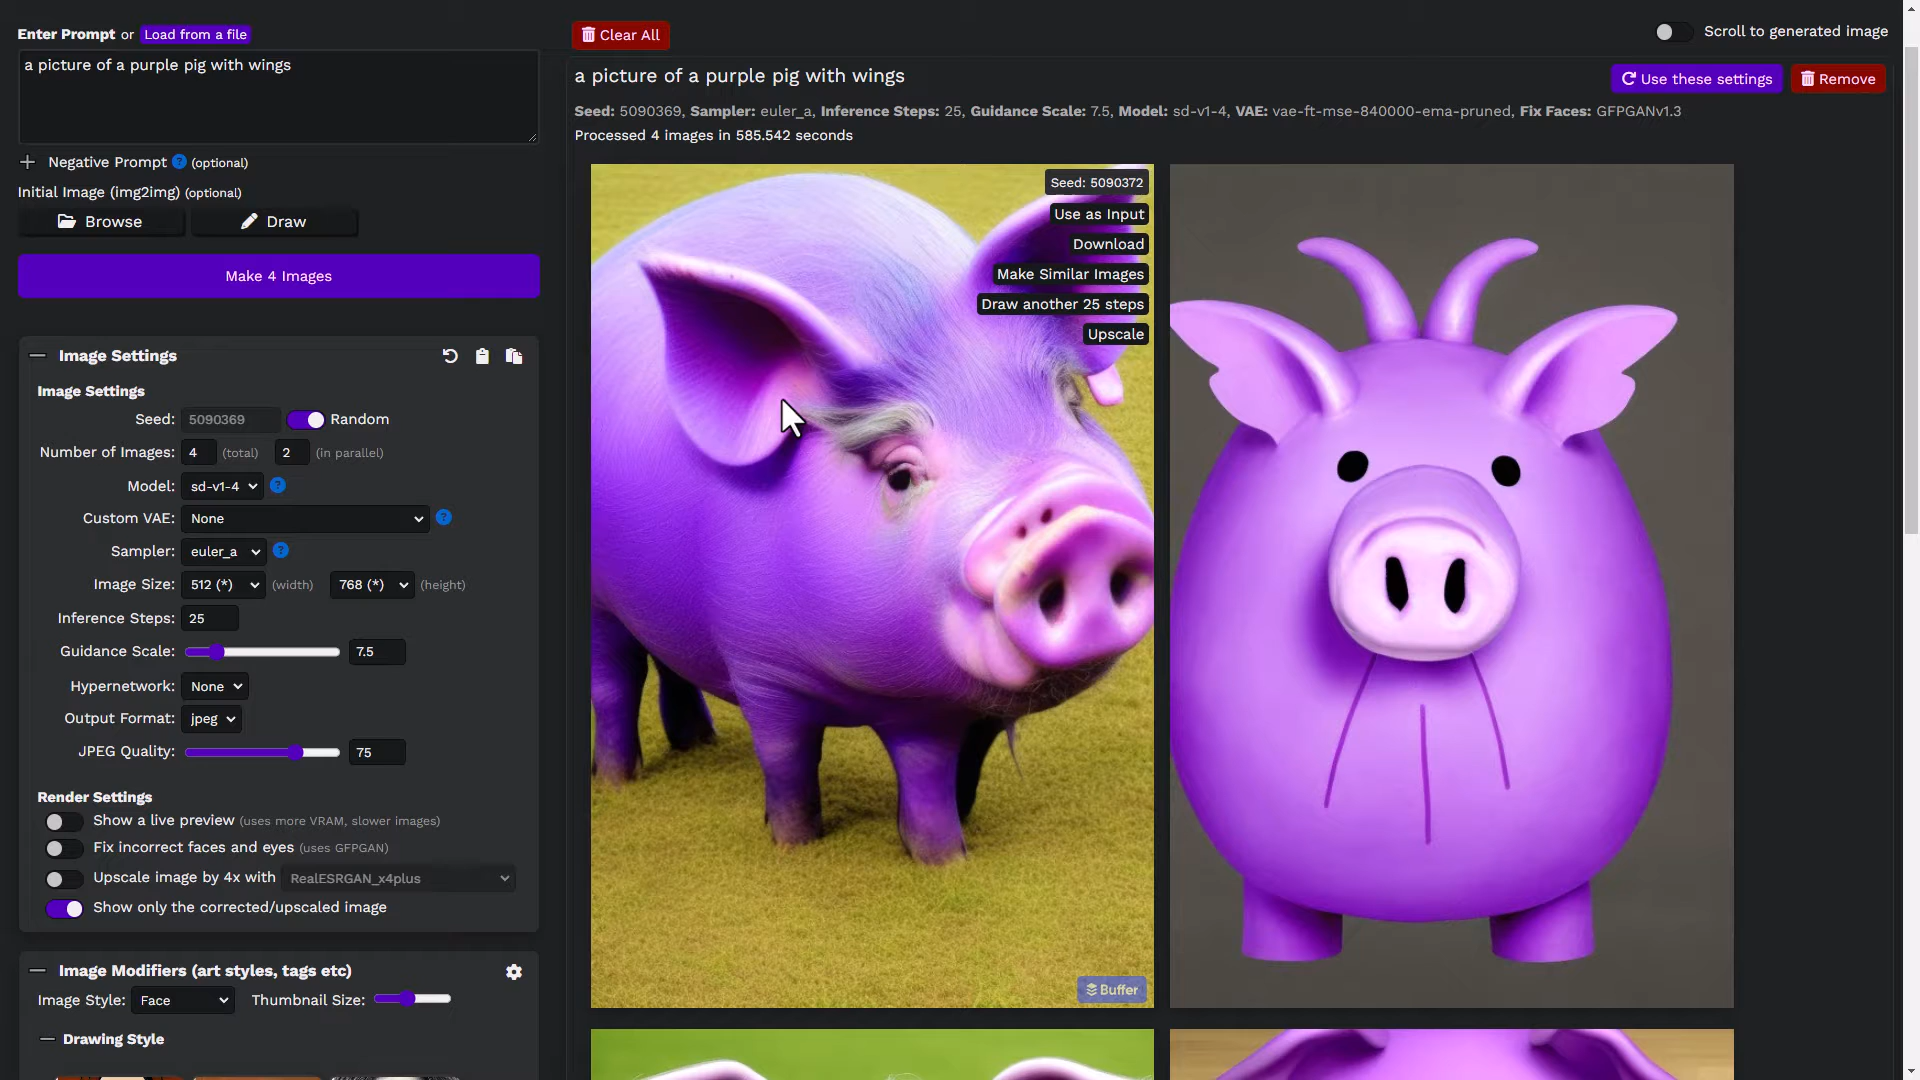 Enter Prompt or Load from a file
a picture of a purple pig with wings
Negative Prompt ? (optional)
Initial Image (img2img) (optional)
Browse Draw
Make 4 Images
Image Settings
Image Settings
Seed: 5090369 Random
Number of Images: 4 (total) 2 (in parallel)
Model: sd-v1-4 ?
Custom VAE: None ?
Sampler: euler_a ?
Image Size: 512 (*) (width) 768 (*) (height)
Inference Steps: 25
Guidance Scale: 7.5
Hypernetwork: None
Output Format: jpeg
JPEG Quality: 75
Render Settings
Show a live preview (uses more VRAM, slower images)
Fix incorrect faces and eyes (uses GFPGAN)
Upscale image by 4x with RealESRGAN_x4plus
Show only the corrected/upscaled image
Image Modifiers (art styles, tags etc)
Image Style: Face Thumbnail Size:
Drawing Style
Clear All
Scroll to generated image
a picture of a purple pig with wings
Use these settings Remove
Seed: 5090369, Sampler: euler_a, Inference Steps: 25, Guidance Scale: 7.5, Model: sd-v1-4, VAE: vae-ft-mse-840000-ema-pruned, Fix Faces: GFPGANv1.3
Processed 4 images in 585.542 seconds
Seed: 5090372
Use as Input
Download
Make Similar Images
Draw another 25 steps
Upscale
Buffer